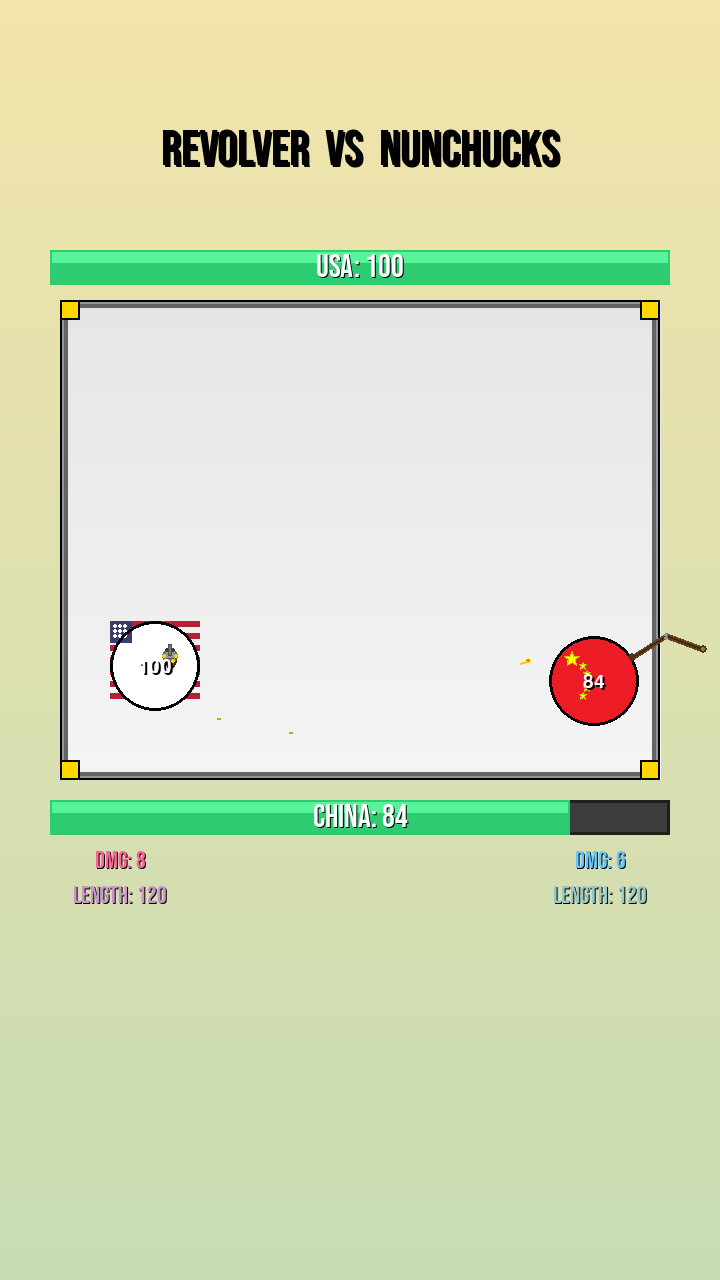 REVOLVER VS NUNCHUCKS
USA: 100
100
84
CHINA: 84
DMG: 8
DMG: 6
LENGTH: 120
LENGTH: 120